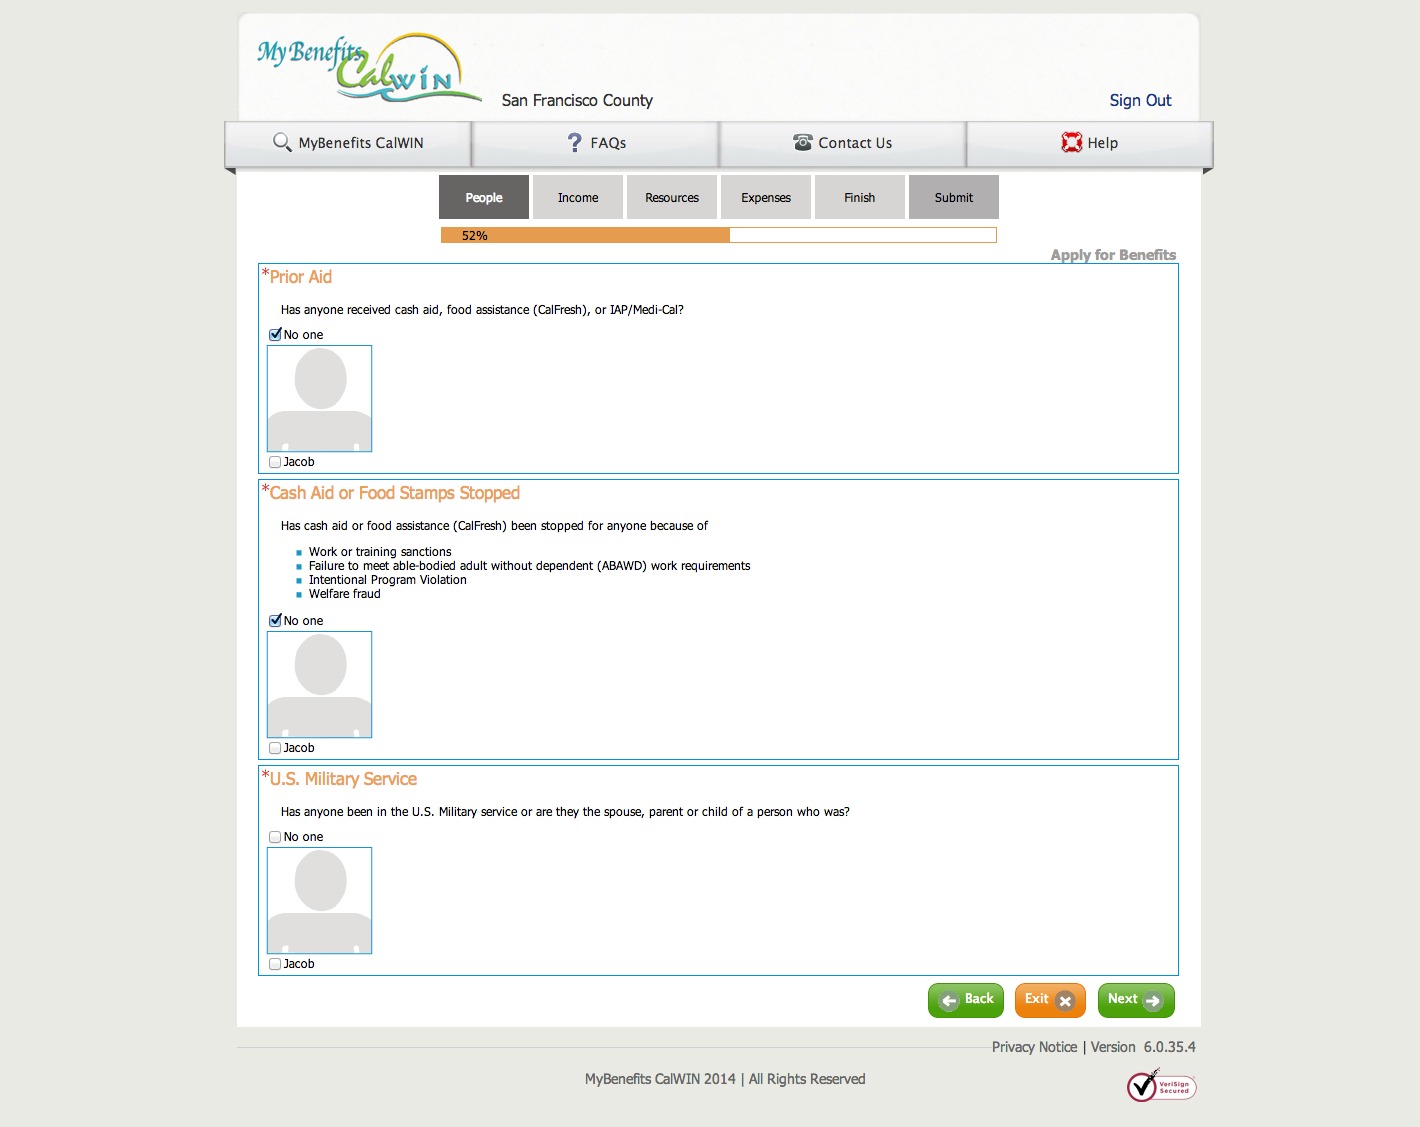 My Benefits
CalWIN
San Francisco County
Sign Out
MyBenefits CalWIN
FAQs
Contact Us
Help
People
Income
Resources
Expenses
Finish
Submit
52%
Apply for Benefits
*Prior Aid
Has anyone received cash aid, food assistance (CalFresh), or IAP/Medi-Cal?
No one
Jacob
*Cash Aid or Food Stamps Stopped
Has cash aid or food assistance (CalFresh) been stopped for anyone because of
Work or training sanctions
Failure to meet able-bodied adult without dependent (ABAWD) work requirements
Intentional Program Violation
Welfare fraud
No one
Jacob
*U.S. Military Service
Has anyone been in the U.S. Military service or are they the spouse, parent or child of a person who was?
No one
Jacob
Back
Exit
Next
Privacy Notice | Version 6.0.35.4
MyBenefits CalWIN 2014 | All Rights Reserved
VeriSign
Secured